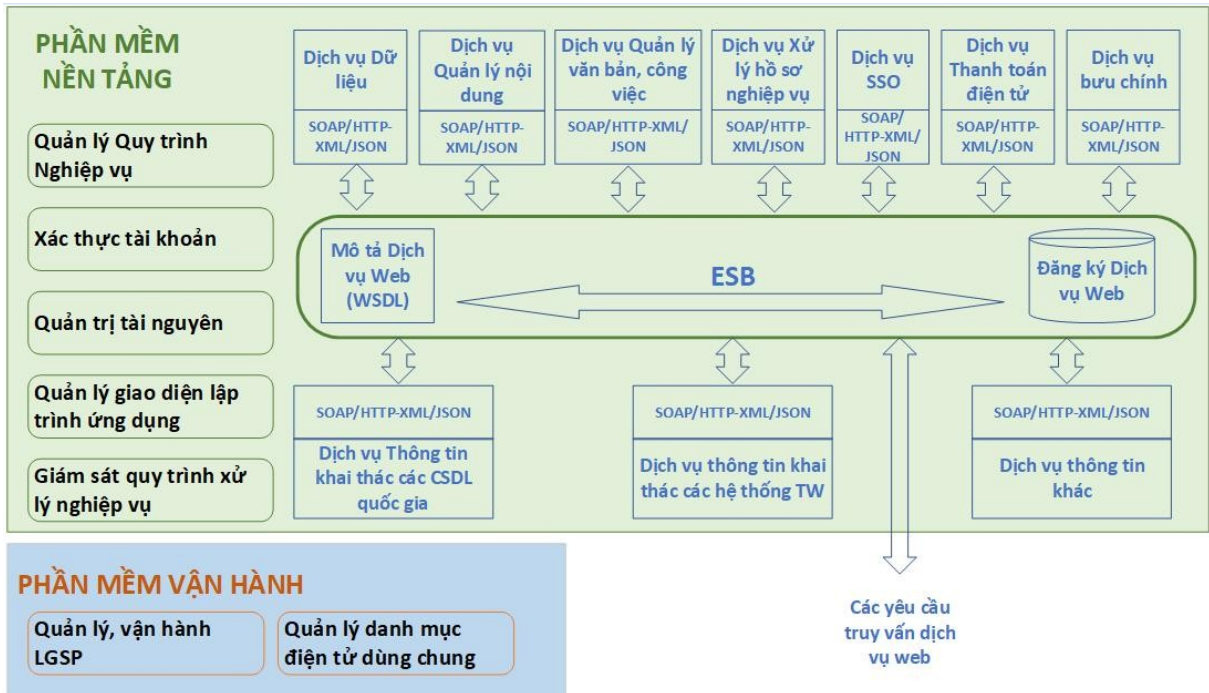 PHẦN MỀM
NỀN TẢNG
Quản lý Quy trình
Nghiệp vụ
Xác thực tài khoản
Quản trị tài nguyên
Quản lý giao diện lập
trình ứng dụng
Giám sát quy trình xử
lý nghiệp vụ
Dịch vụ Dữ
liệu
SOAP/HTTP-
XML/JSON
Dịch vụ
Quản lý nội
dung
SOAP/HTTP-
XML/JSON
Dịch vụ Quản lý
văn bản, công
việc
SOAP/HTTP-XML/
JSON
Dịch vụ Xử
lý hồ sơ
nghiệp vụ
SOAP/HTTP-
XML/JSON
Dịch vụ
SSO
SOAP/
HTTP-XML/
JSON
Dịch vụ
Thanh toán
điện tử
SOAP/HTTP-
XML/JSON
Dịch vụ
bưu chính
SOAP/HTTP-
XML/JSON
Mô tả Dịch
vụ Web
(WSDL)
ESB
Đăng ký Dịch
vụ Web
SOAP/HTTP-XML/JSON
Dịch vụ Thông tin
khai thác các CSDL
quốc gia
SOAP/HTTP-XML/JSON
Dịch vụ thông tin khai
thác các hệ thống TW
SOAP/HTTP-XML/JSON
Dịch vụ thông tin
khác
PHẦN MỀM VẬN HÀNH
Quản lý, vận hành
LGSP
Quản lý danh mục
điện tử dùng chung
Các yêu cầu
truy vấn dịch
vụ web